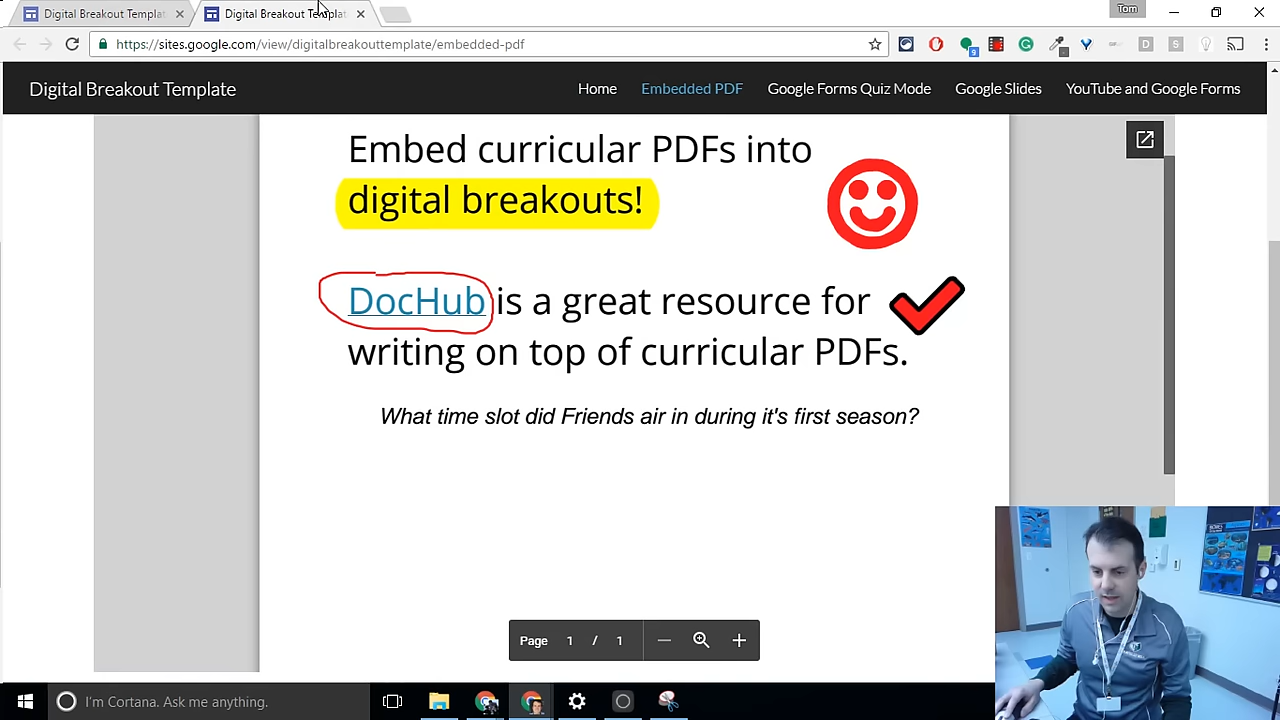 Digital Breakout Templat
Digital Breakout Templat
Tom
https://sites.google.com/view/digitalbreakouttemplate/embedded-pdf
9
D
S
Digital Breakout Template
Home
Embedded PDF
Google Forms Quiz Mode
Google Slides
YouTube and Google Forms
Embed curricular PDFs into
digital breakouts!
DocHub is a great resource for
writing on top of curricular PDFs.
What time slot did Friends air in during it's first season?
Page 1 / 1
I'm Cortana. Ask me anything.